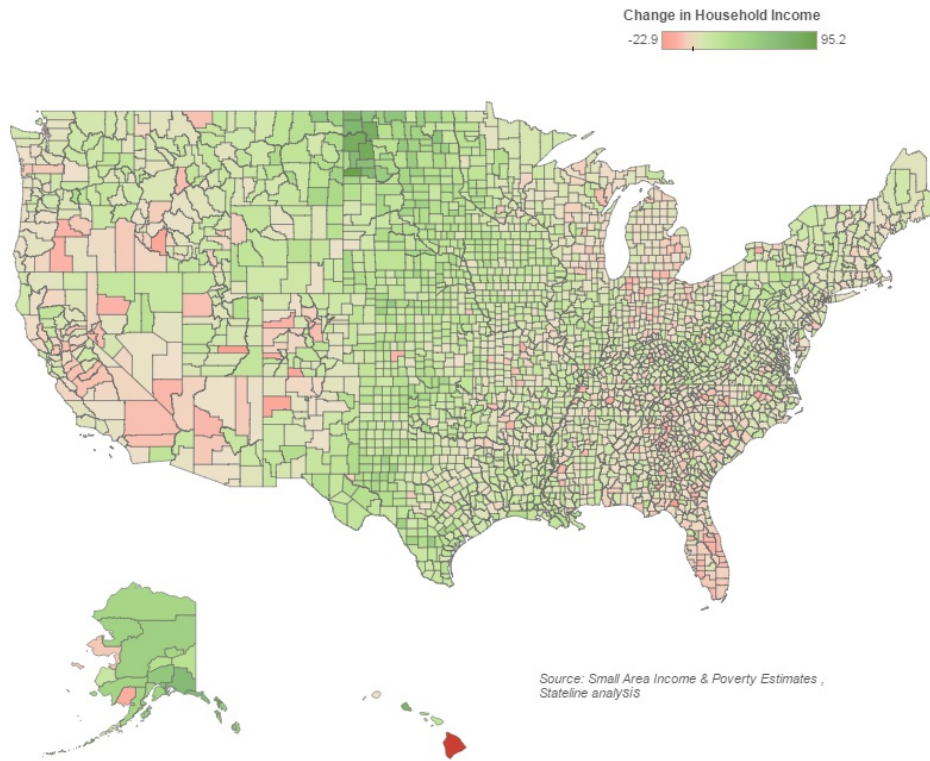 Change in Household Income
-22.9 95.2
Source: Small Area Income & Poverty Estimates ,
Stateline analysis